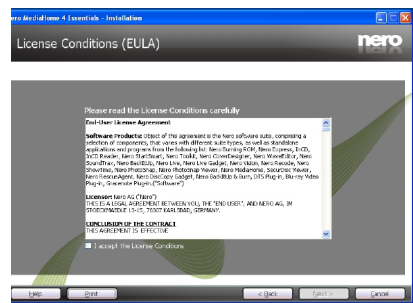 Nero MediaHome 4 Essentials - Installation
License Conditions (EULA)
nero
Please read the License Conditions carefully
End-User License Agreement
Software Products: Object of this agreement is the Nero software suite, comprising a
selection of components, that varies with different suite types, as well as standalone
applications and programs from the following list: Nero Burning ROM, Nero Express, InCD,
InCD Reader, Nero StartSmart, Nero Toolkit, Nero CoverDesigner, Nero WaveEditor, Nero
SoundTrax, Nero BackItUp, Nero Live, Nero Live Gadget, Nero Vision, Nero Recode, Nero
ShowTime, Nero PhotoSnap, Nero PhotoSnap Viewer, Nero MediaHome, SecurDisc Viewer,
Nero RescueAgent, Nero DiscCopy Gadget, Nero BackItUp & Burn, DTS Plug-in, Blu-ray Video
Plug-in, Gracenote Plug-in.("Software")
Licensor: Nero AG ("Nero")
THIS IS A LEGAL AGREEMENT BETWEEN YOU, THE "END USER", AND NERO AG, IM
STOECKMAEDLE 13-15, 76307 KARLSBAD, GERMANY.
CONCLUSION OF THE CONTRACT
THIS AGREEMENT IS EFFECTIVE
I accept the License Conditions
Help
Print
< Back
Next >
Cancel